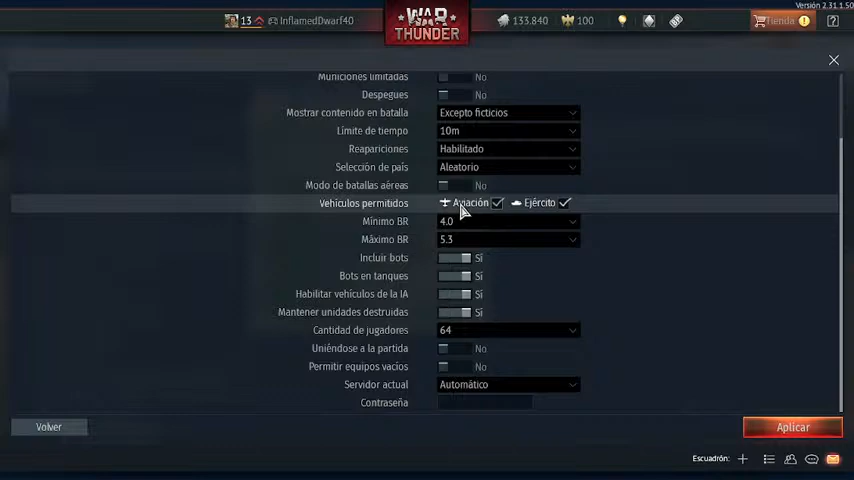 Versión 2.31.1.50
13 InflamedDwarf40 WAR THUNDER 133.840 100 Tienda
Municiones limitadas No
Despegues No
Mostrar contenido en batalla Excepto ficticios
Límite de tiempo 10m
Reapariciones Habilitado
Selección de país Aleatorio
Modo de batallas aéreas No
Vehículos permitidos Aviación Ejército
Mínimo BR 4.0
Máximo BR 5.3
Incluir bots Sí
Bots en tanques Sí
Habilitar vehículos de la IA Sí
Mantener unidades destruidas Sí
Cantidad de jugadores 64
Uniéndose a la partida No
Permitir equipos vacíos No
Servidor actual Automático
Contraseña
Volver Aplicar
Escuadrón: